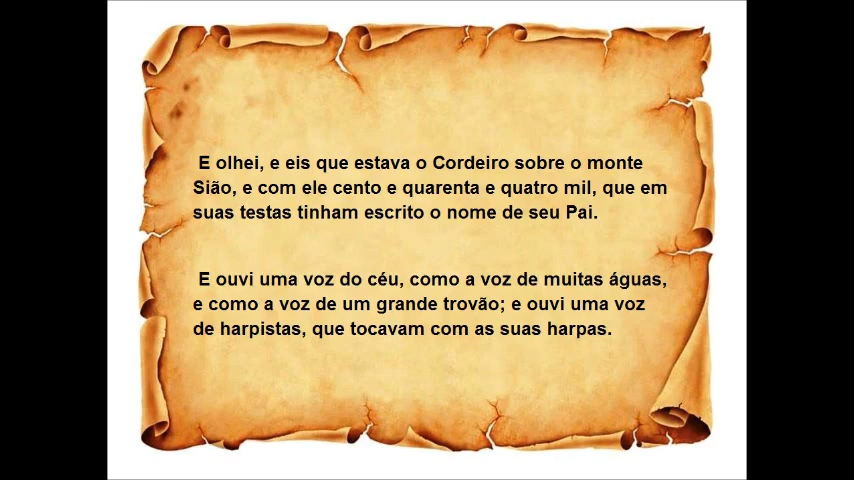 E olhei, e eis que estava o Cordeiro sobre o monte
Sião, e com ele cento e quarenta e quatro mil, que em
suas testas tinham escrito o nome de seu Pai.
E ouvi uma voz do céu, como a voz de muitas águas,
e como a voz de um grande trovão; e ouvi uma voz
de harpistas, que tocavam com as suas harpas.